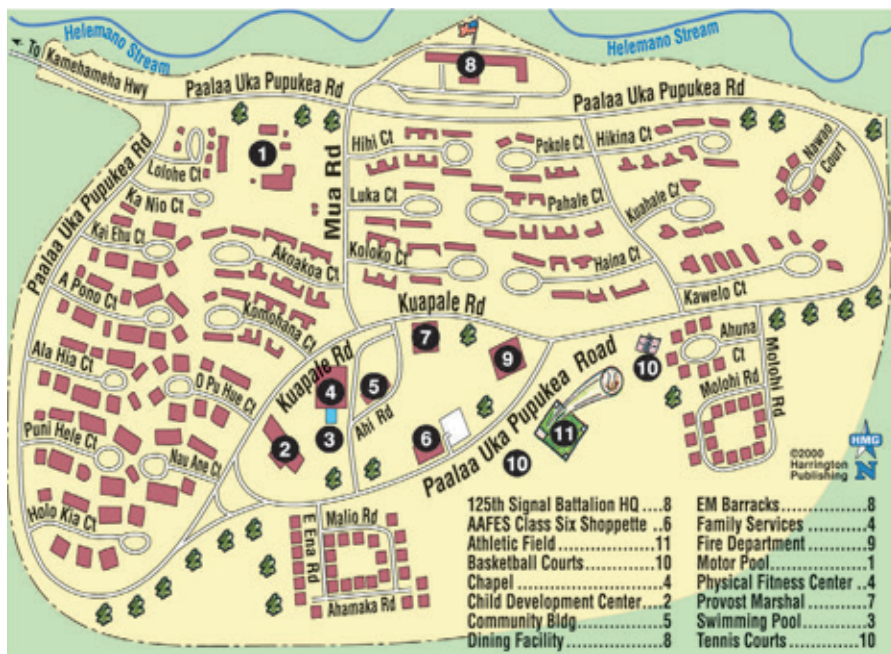 Helemano Stream
Helemano Stream
To Kamehameha Hwy
Paalaa Uka Pupukea Rd
8
Paalaa Uka Pupukea Rd
Paalaa Uka Pupukea Rd
1
Mua Rd
Lolohe Ct
Ka Nio Ct
Kai Ehu Ct
A Pono Ct
Ala Hia Ct
Puni Hele Ct
Holo Kia Ct
Nau Ane Ct
O Pu Hue Ct
Akoakoa Ct
Komohana Ct
Hihi Ct
Luka Ct
Koloko Ct
Pokole Ct
Pahale Ct
Haina Ct
Hikina Ct
Kuahale Ct
Nawao Court
Kawelo Ct
Kuapale Rd
Kuapale Rd
7
9
4
5
3
2
6
Ahi Rd
Paalaa Uka Pupukea Road
10
11
10
Ahuna Ct
Molohi Rd
Molohi Rd
E Ena Rd
Malio Rd
Ahamaka Rd
HMG
N
©2000
Harrington
Publishing
125th Signal Battalion HQ ....8
AAFES Class Six Shoppette ..6
Athletic Field ..................11
Basketball Courts ............10
Chapel ............................4
Child Development Center ...2
Community Bldg ...............5
Dining Facility ..................8
EM Barracks.....................8
Family Services ................4
Fire Department ...............9
Motor Pool ......................1
Physical Fitness Center ..4
Provost Marshal ...............7
Swimming Pool ................3
Tennis Courts .................10